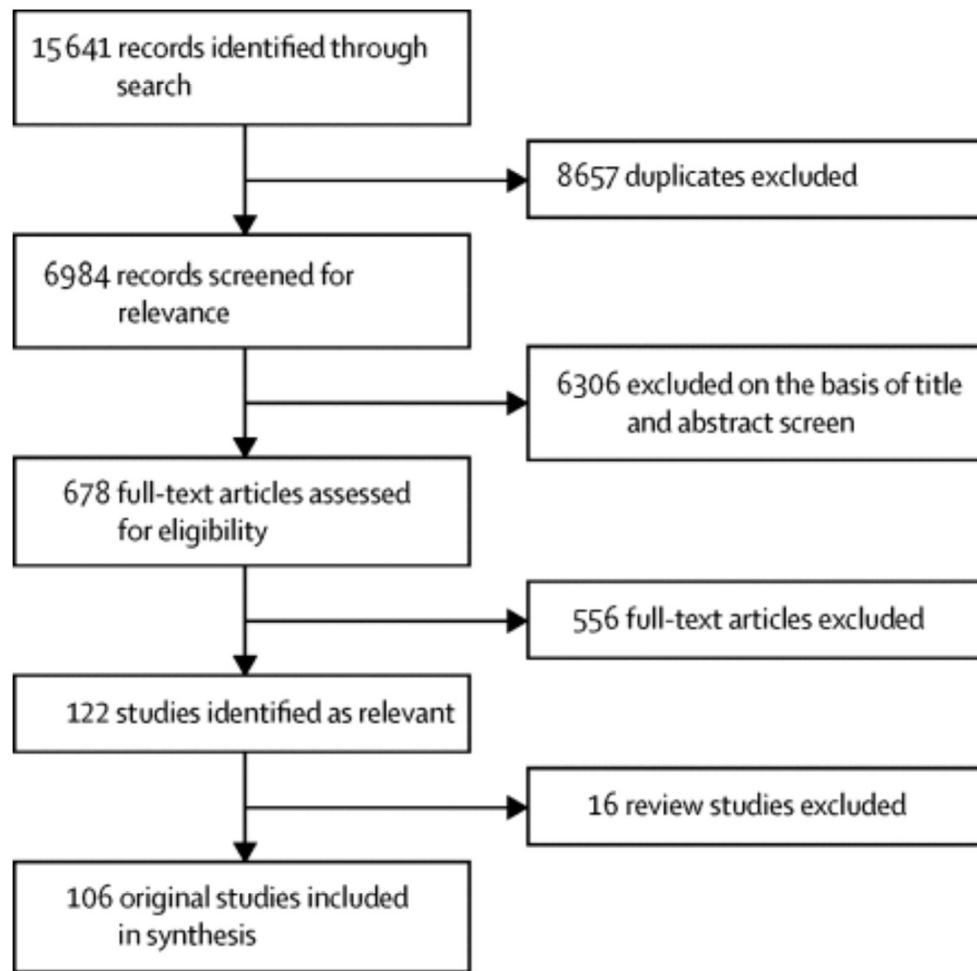 15 641 records identified through
search
8657 duplicates excluded
6984 records screened for
relevance
6306 excluded on the basis of title
and abstract screen
678 full-text articles assessed
for eligibility
556 full-text articles excluded
122 studies identified as relevant
16 review studies excluded
106 original studies included
in synthesis